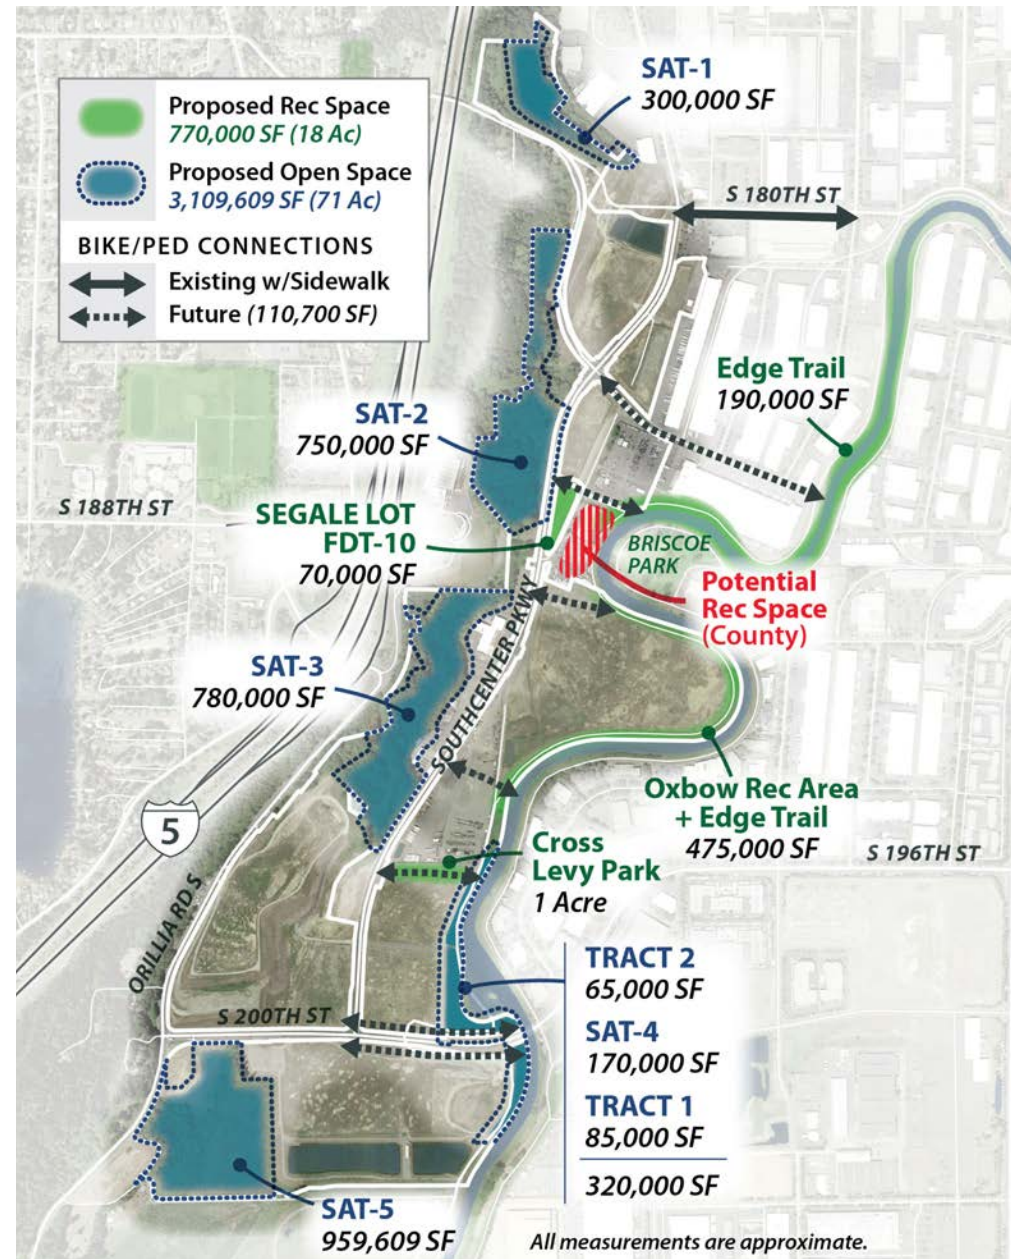 Proposed Rec Space
770,000 SF (18 Ac)
Proposed Open Space
3,109,609 SF (71 Ac)
BIKE/PED CONNECTIONS
Existing w/Sidewalk
Future (110,700 SF)
SAT-1
300,000 SF
S 180TH ST
Edge Trail
190,000 SF
SAT-2
750,000 SF
S 188TH ST
SEGALE LOT
FDT-10
70,000 SF
BRISCOE
PARK
Potential
Rec Space
(County)
SOUTHCENTER PKWY
SAT-3
780,000 SF
5
Oxbow Rec Area
+ Edge Trail
475,000 SF
S 196TH ST
Cross
Levy Park
1 Acre
ORILLIA RD S
S 200TH ST
TRACT 2
65,000 SF
SAT-4
170,000 SF
TRACT 1
85,000 SF
320,000 SF
SAT-5
959,609 SF
All measurements are approximate.